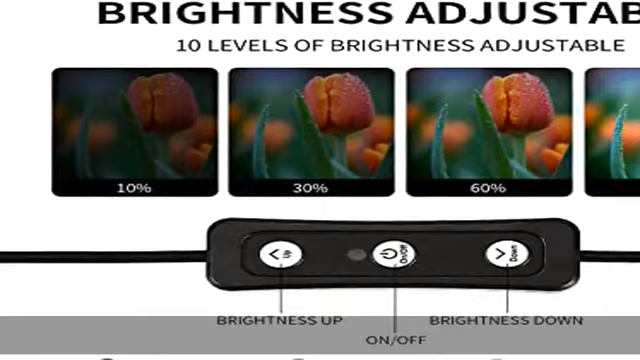 BRIGHTNESS ADJUSTAB
10 LEVELS OF BRIGHTNESS ADJUSTABLE
10% 30% 60%
Up On/Off Down
BRIGHTNESS UP BRIGHTNESS DOWN
ON/OFF